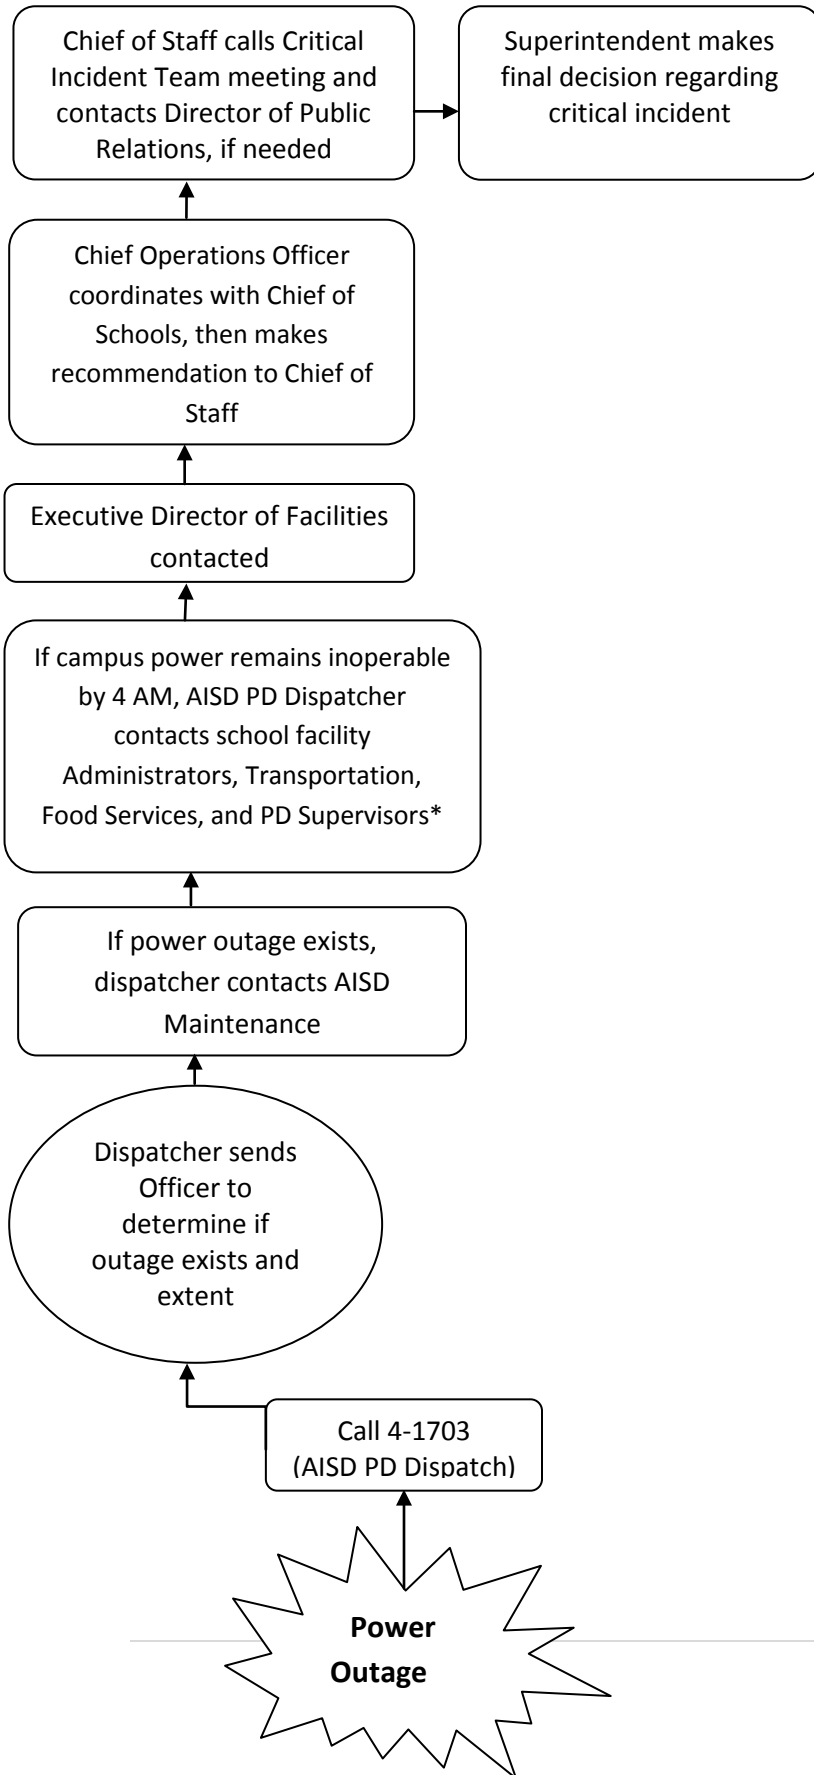 Chief of Staff calls Critical
Incident Team meeting and
contacts Director of Public
Relations, if needed
Superintendent makes
final decision regarding
critical incident
Chief Operations Officer
coordinates with Chief of
Schools, then makes
recommendation to Chief of
Staff
Executive Director of Facilities
contacted
If campus power remains inoperable
by 4 AM, AISD PD Dispatcher
contacts school facility
Administrators, Transportation,
Food Services, and PD Supervisors*
If power outage exists,
dispatcher contacts AISD
Maintenance
Dispatcher sends
Officer to
determine if
outage exists and
extent
Call 4-1703
(AISD PD Dispatch)
Power
Outage